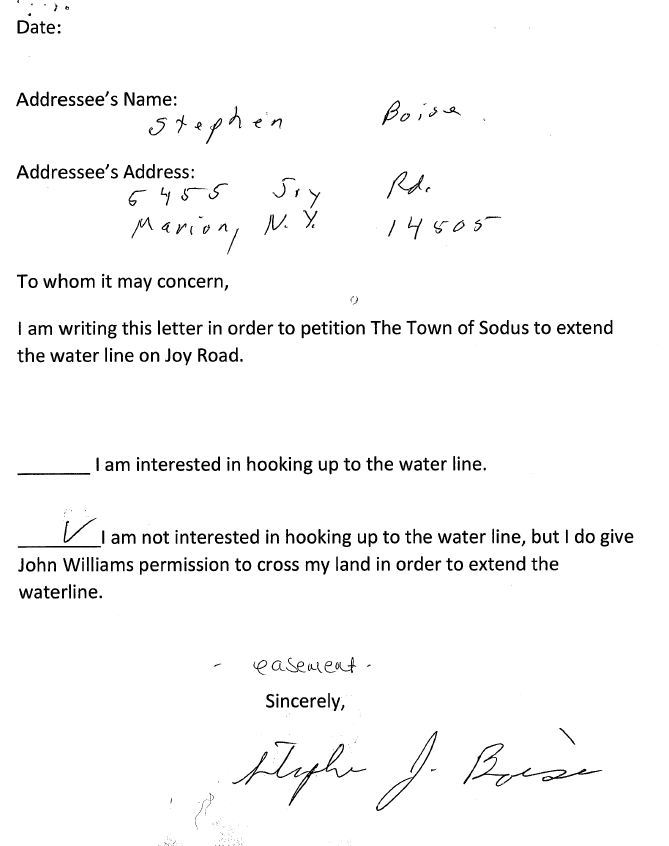 Date:
Addressee's Name:
Stephen Boise
Addressee's Address:
5455 Joy Rd.
Marion, N.Y. 14505
To whom it may concern,
I am writing this letter in order to petition The Town of Sodus to extend
the water line on Joy Road.
______ I am interested in hooking up to the water line.
___✓___I am not interested in hooking up to the water line, but I do give
John Williams permission to cross my land in order to extend the
waterline.
- easement -
Sincerely,
Stephe J. Boise